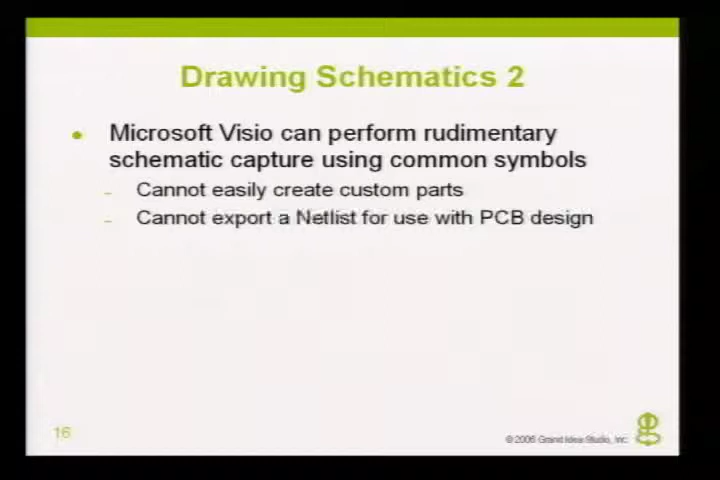 Drawing Schematics 2
• Microsoft Visio can perform rudimentary
schematic capture using common symbols
– Cannot easily create custom parts
– Cannot export a Netlist for use with PCB design
16
© 2006 Grand Idea Studio, Inc.